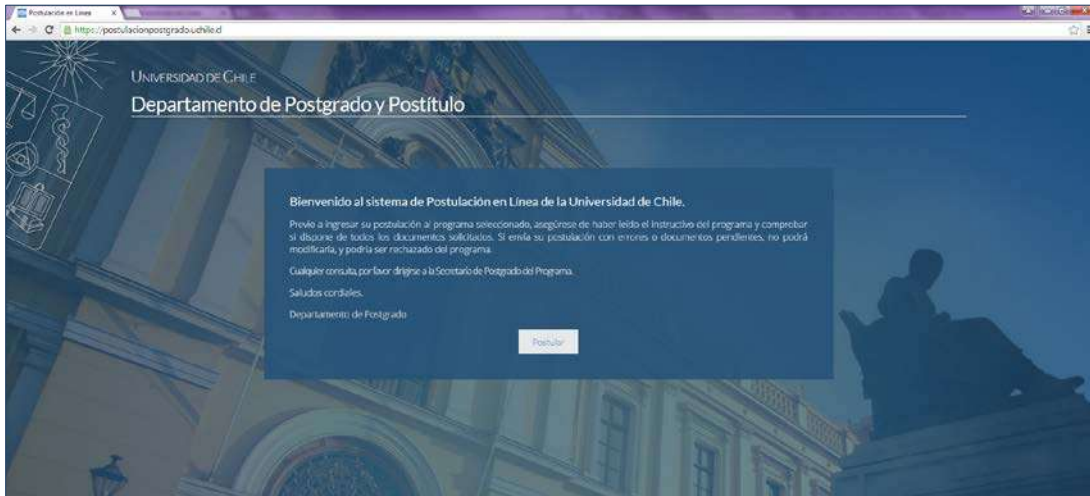 Postulación en Línea
https://postulacionpostgrado.uchile.cl
UNIVERSIDAD DE CHILE
Departamento de Postgrado y Postítulo
Bienvenido al sistema de Postulación en Línea de la Universidad de Chile.
Previo a ingresar su postulación al programa seleccionado, asegúrese de haber leído el instructivo del programa y comprobar
si dispone de todos los documentos solicitados. Si envía su postulación con errores o documentos pendientes, no podrá
modificarla, y podría ser rechazado del programa.
Cualquier consulta, por favor dirigirse a la Secretaría de Postgrado del Programa.
Saludos cordiales.
Departamento de Postgrado
Postular